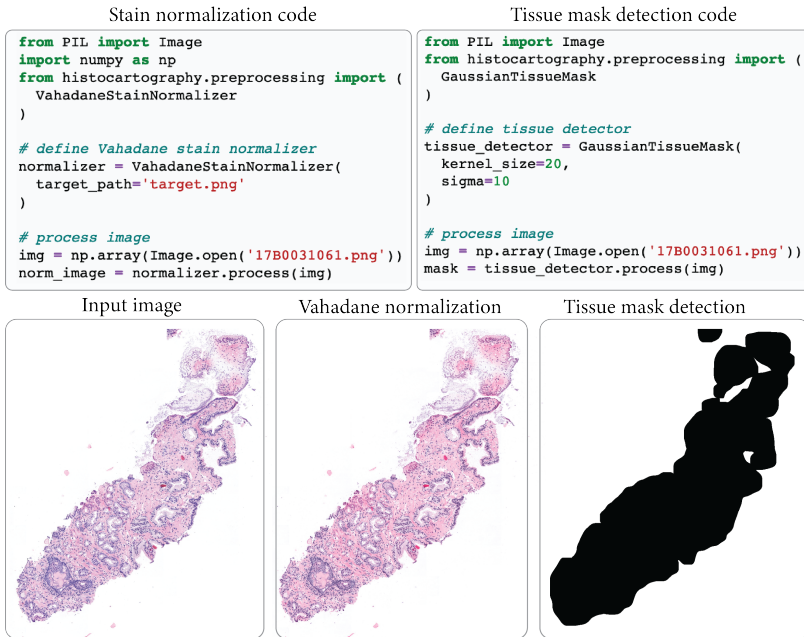 Stain normalization code
from PIL import Image
import numpy as np
from histocartography.preprocessing import (
  VahadaneStainNormalizer
)
# define Vahadane stain normalizer
normalizer = VahadaneStainNormalizer(
  target_path='target.png'
)
# process image
img = np.array(Image.open('17B0031061.png'))
norm_image = normalizer.process(img)
Tissue mask detection code
from PIL import Image
from histocartography.preprocessing import (
  GaussianTissueMask
)
# define tissue detector
tissue_detector = GaussianTissueMask(
  kernel_size=20,
  sigma=10
)
# process image
img = np.array(Image.open('17B0031061.png'))
mask = tissue_detector.process(img)
Input image
Vahadane normalization
Tissue mask detection